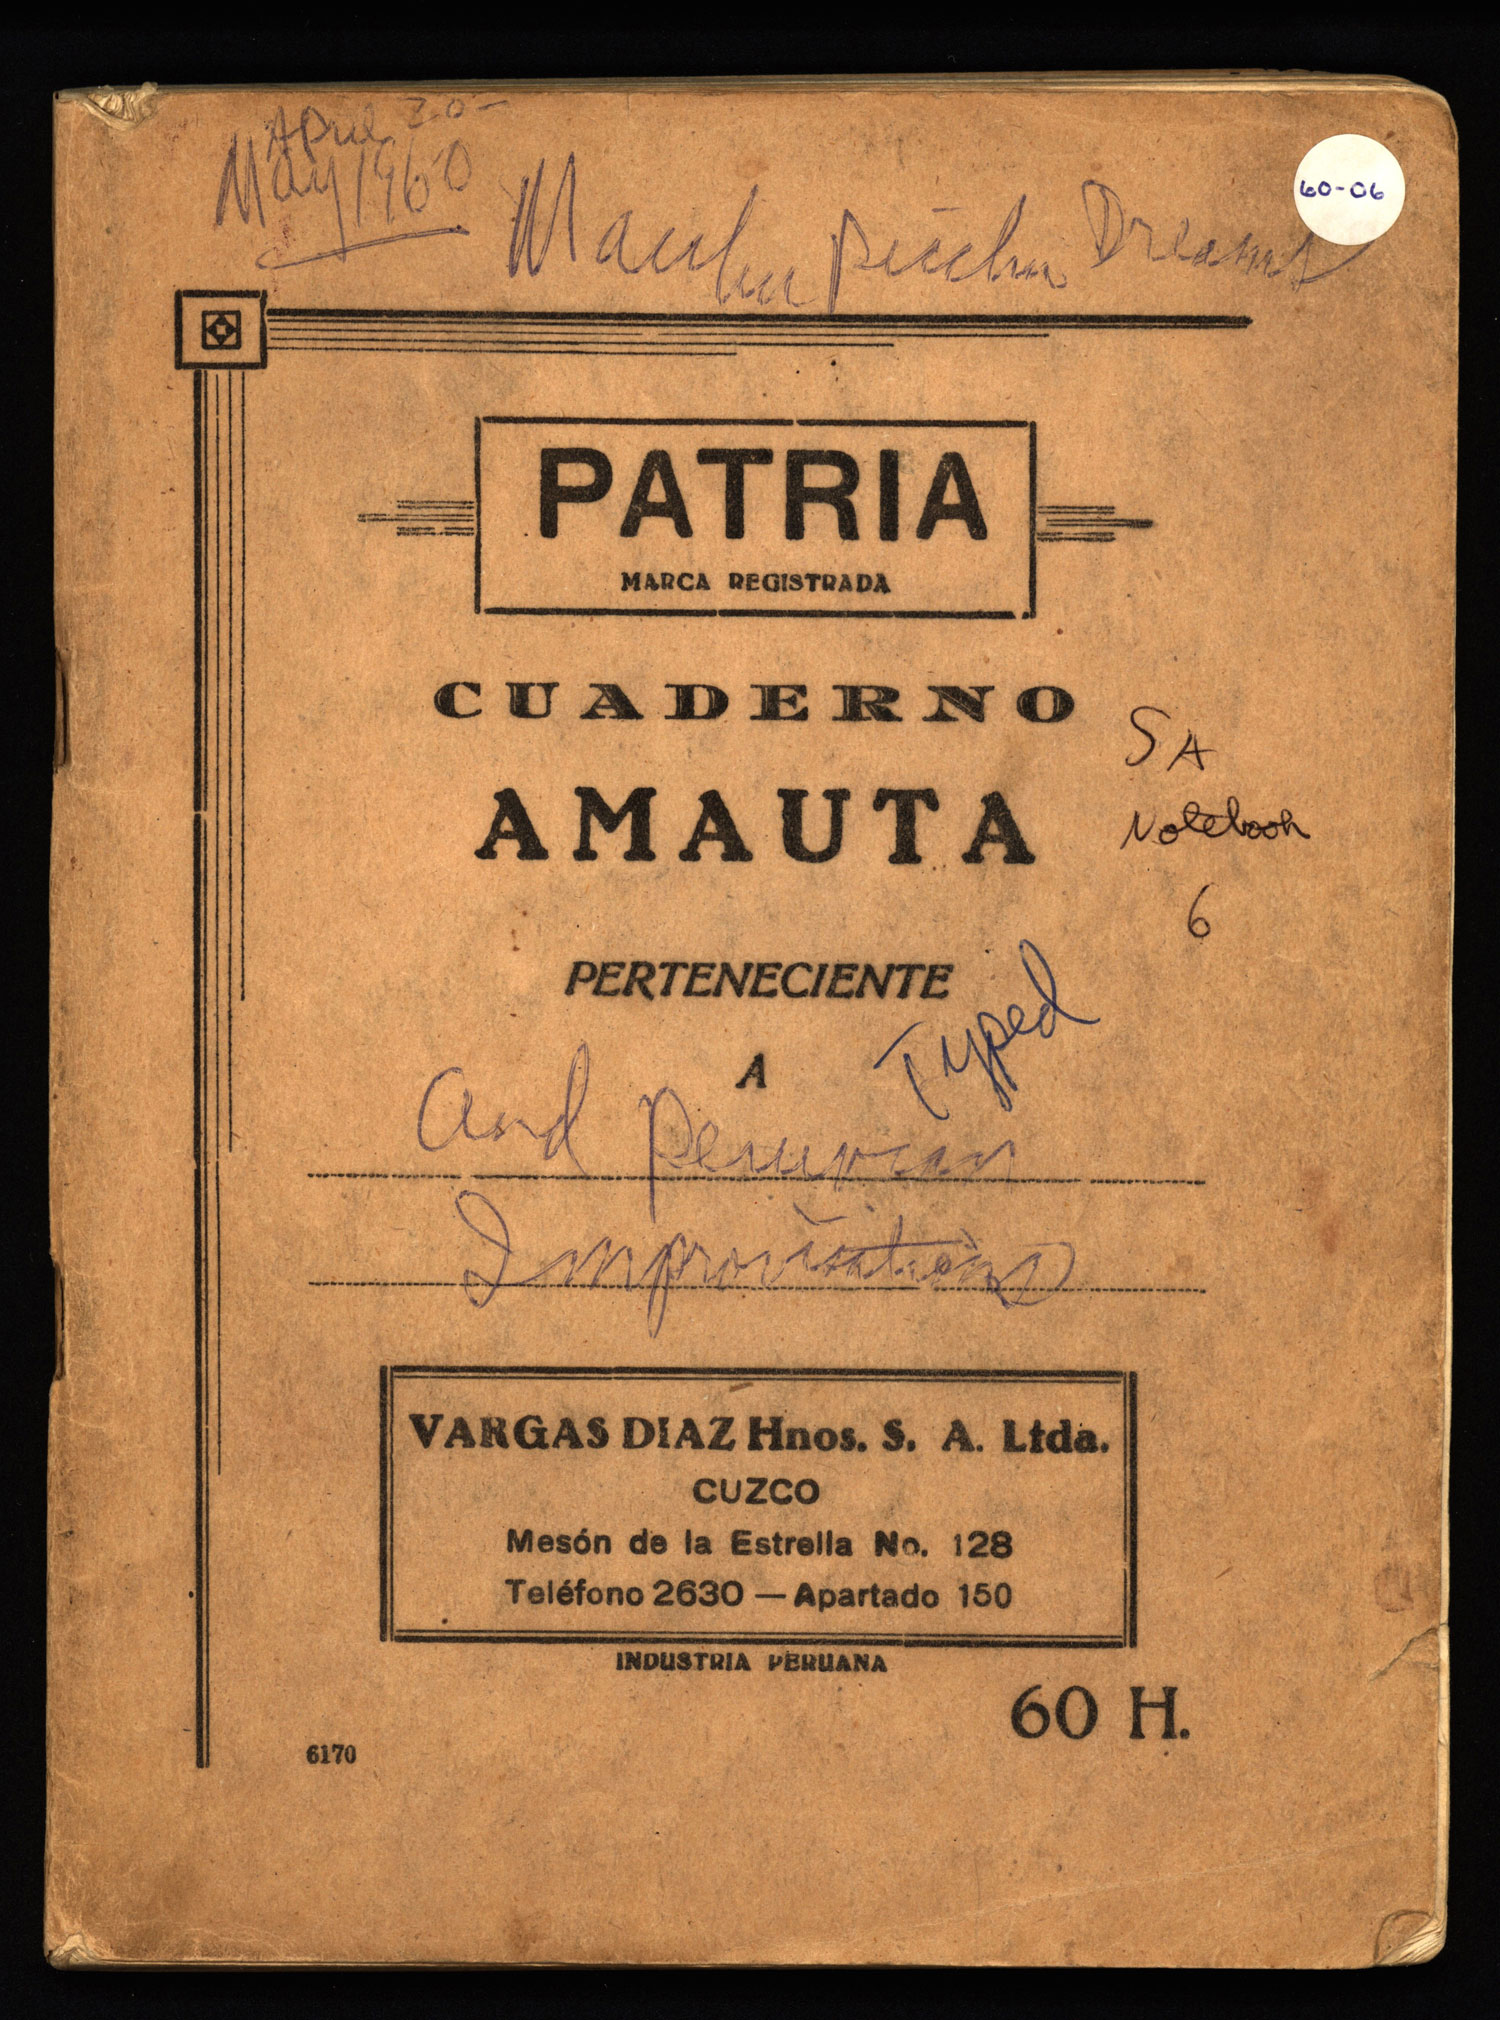 April 20-
May 1960
Macchu picchu Dreams
60-06
PATRIA
MARCA REGISTRADA
CUADERNO
AMAUTA
SA
Notebook
6
PERTENECIENTE
A
Typed
And Peruvian
Improvisations
VARGAS DIAZ Hnos. S. A. Ltda.
CUZCO
Mesón de la Estrella No. 128
Teléfono 2630 — Apartado 150
INDUSTRIA PERUANA
60 H.
6170